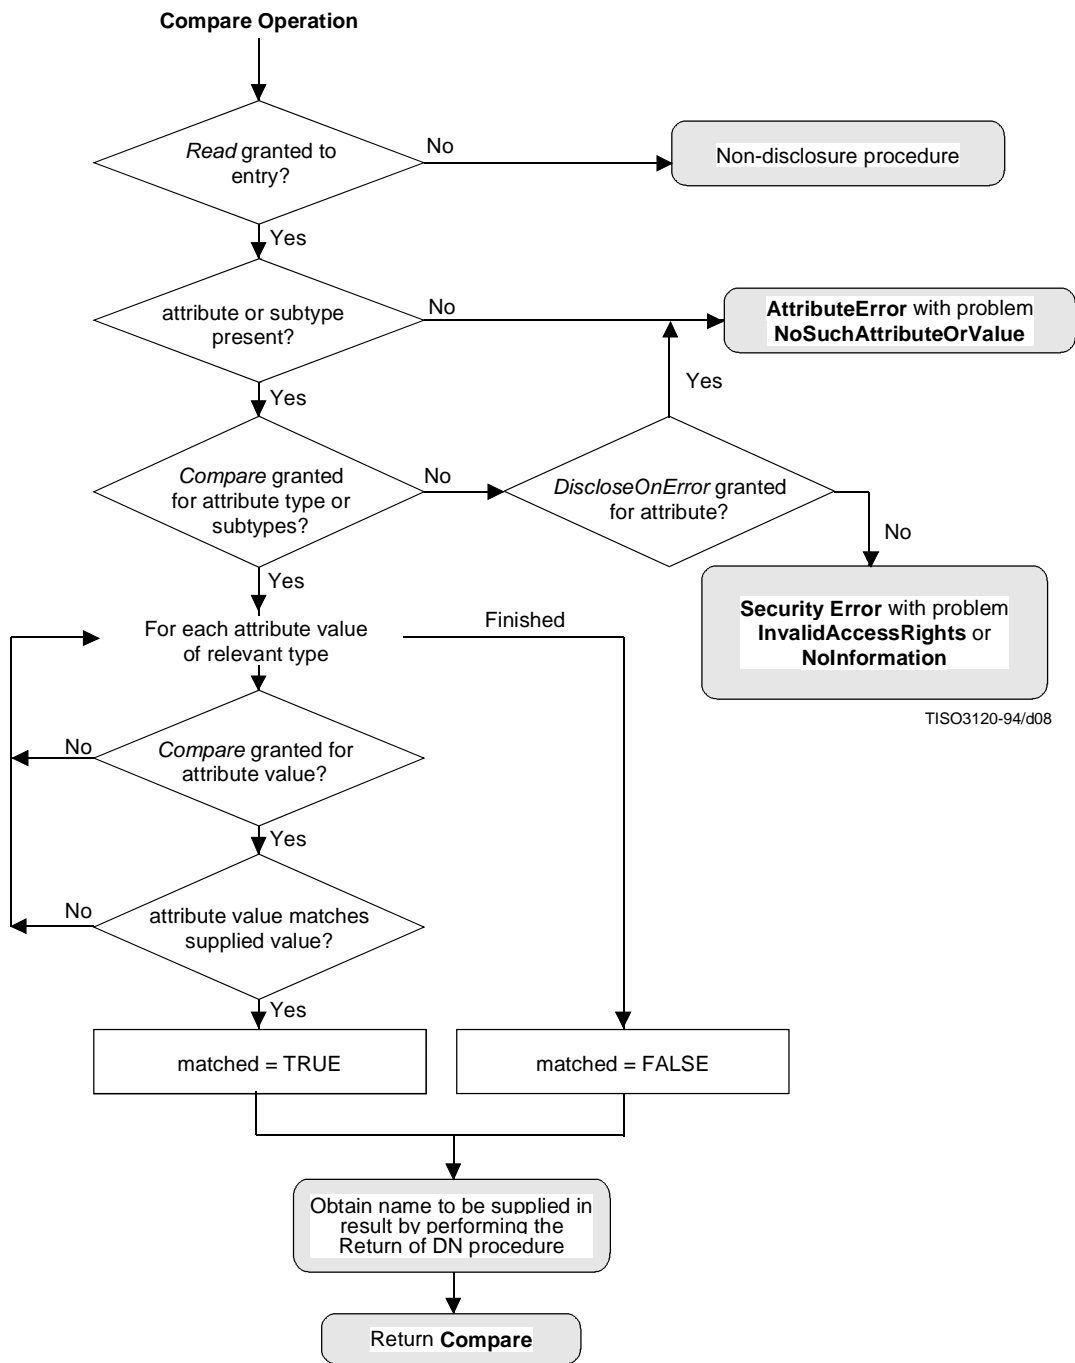 Compare Operation
Read granted to
entry?
No
Non-disclosure procedure
Yes
attribute or subtype
present?
No
AttributeError with problem
NoSuchAttributeOrValue
Yes
Yes
Compare granted
for attribute type or
subtypes?
No
DiscloseOnError granted
for attribute?
No
Yes
Security Error with problem
InvalidAccessRights or
NoInformation
For each attribute value
of relevant type
Finished
TISO3120-94/d08
No
Compare granted for
attribute value?
Yes
No
attribute value matches
supplied value?
Yes
matched = TRUE
matched = FALSE
Obtain name to be supplied in
result by performing the
Return of DN procedure
Return Compare